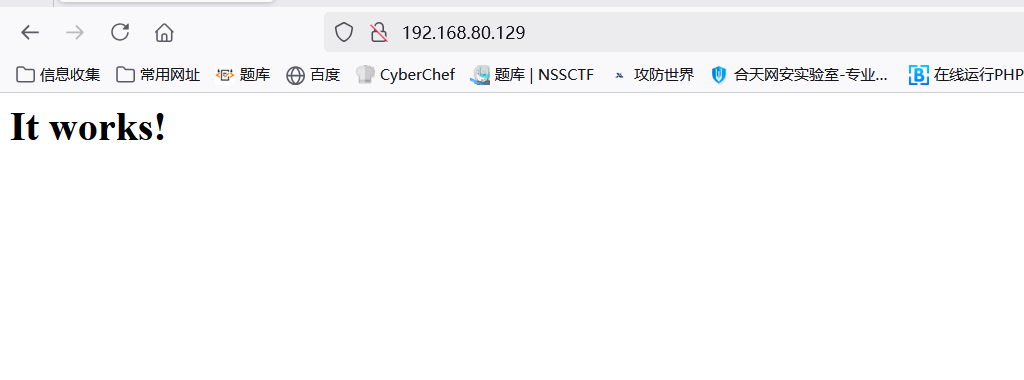 192.168.80.129
信息收集 常用网址 题库 百度 CyberChef 题库 | NSSCTF 攻防世界 合天网安实验室-专业... 在线运行PHP
It works!